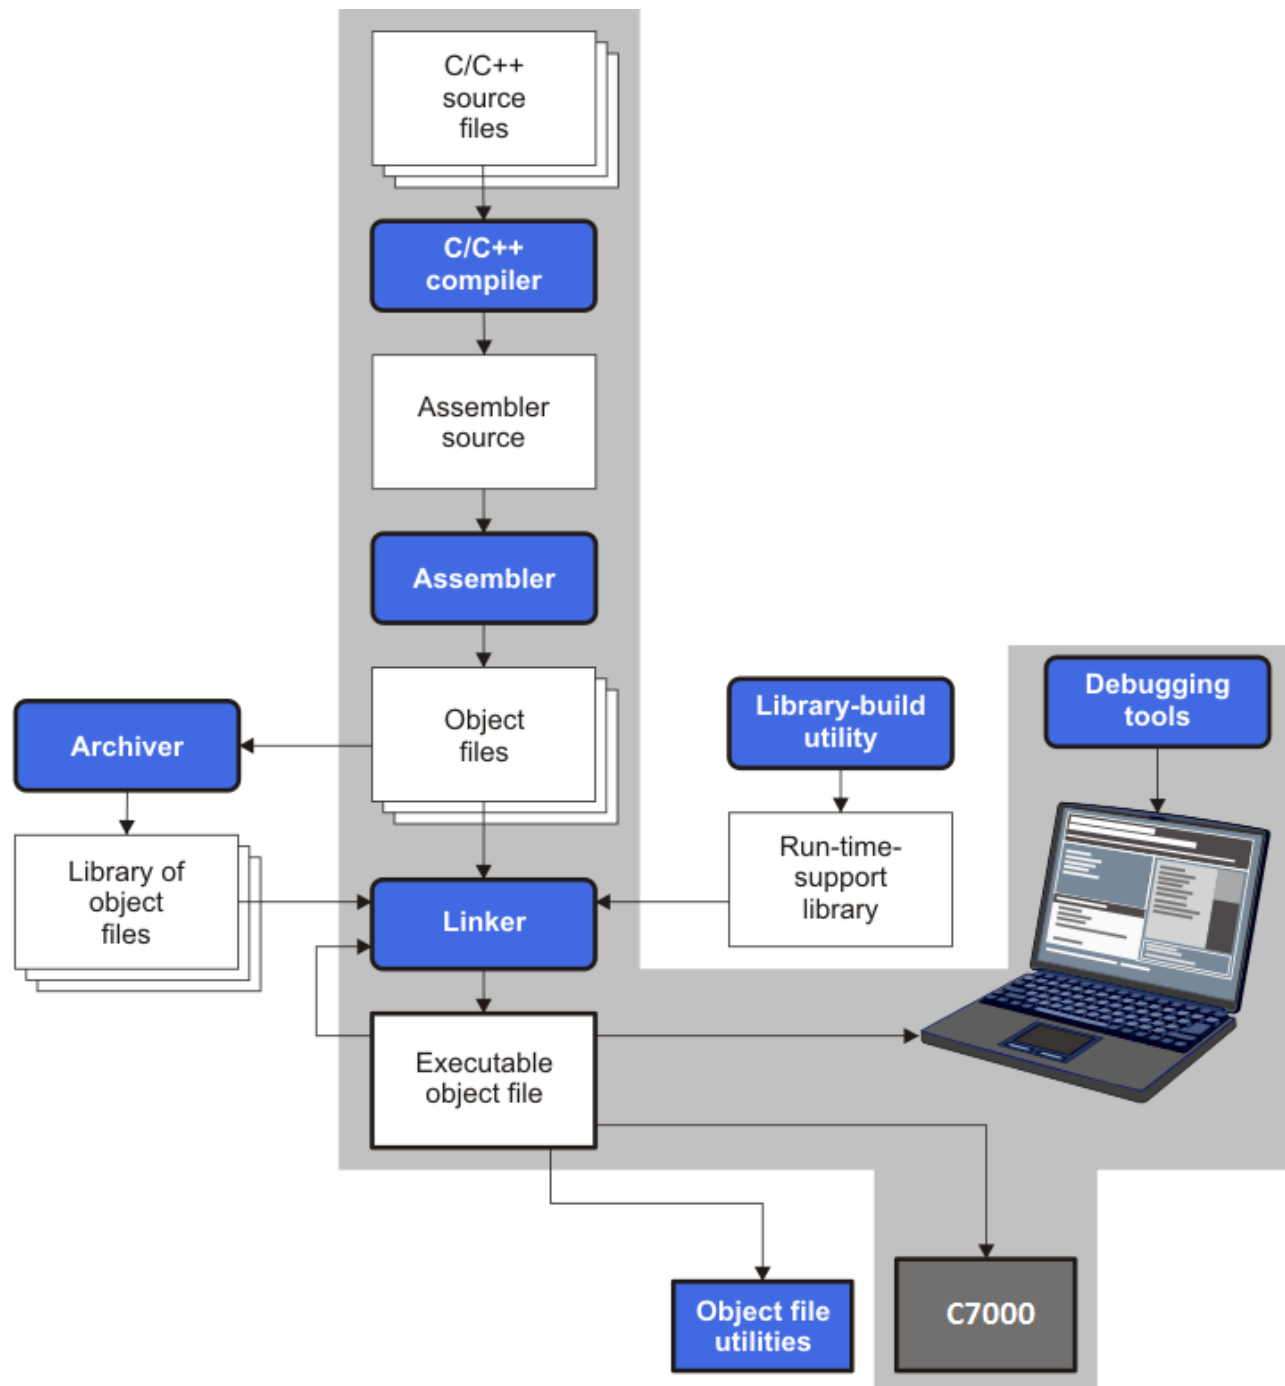 C/C++
source
files
C/C++
compiler
Assembler
source
Assembler
Object
files
Archiver
Library-build
utility
Debugging
tools
Library of
object
files
Run-time-
support
library
Linker
Executable
object file
Object file
utilities
C7000